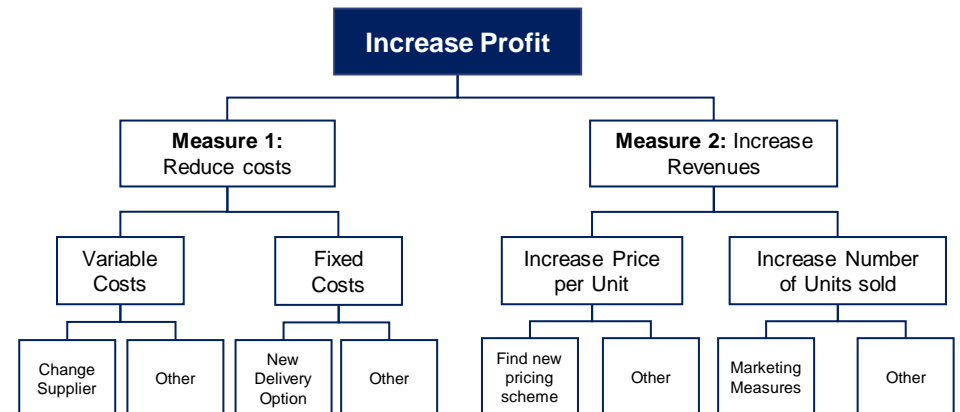 Increase Profit
Measure 1:
Reduce costs
Measure 2: Increase
Revenues
Variable
Costs
Fixed
Costs
Increase Price
per Unit
Increase Number
of Units sold
Change
Supplier
Other
New
Delivery
Option
Other
Find new
pricing
scheme
Other
Marketing
Measures
Other